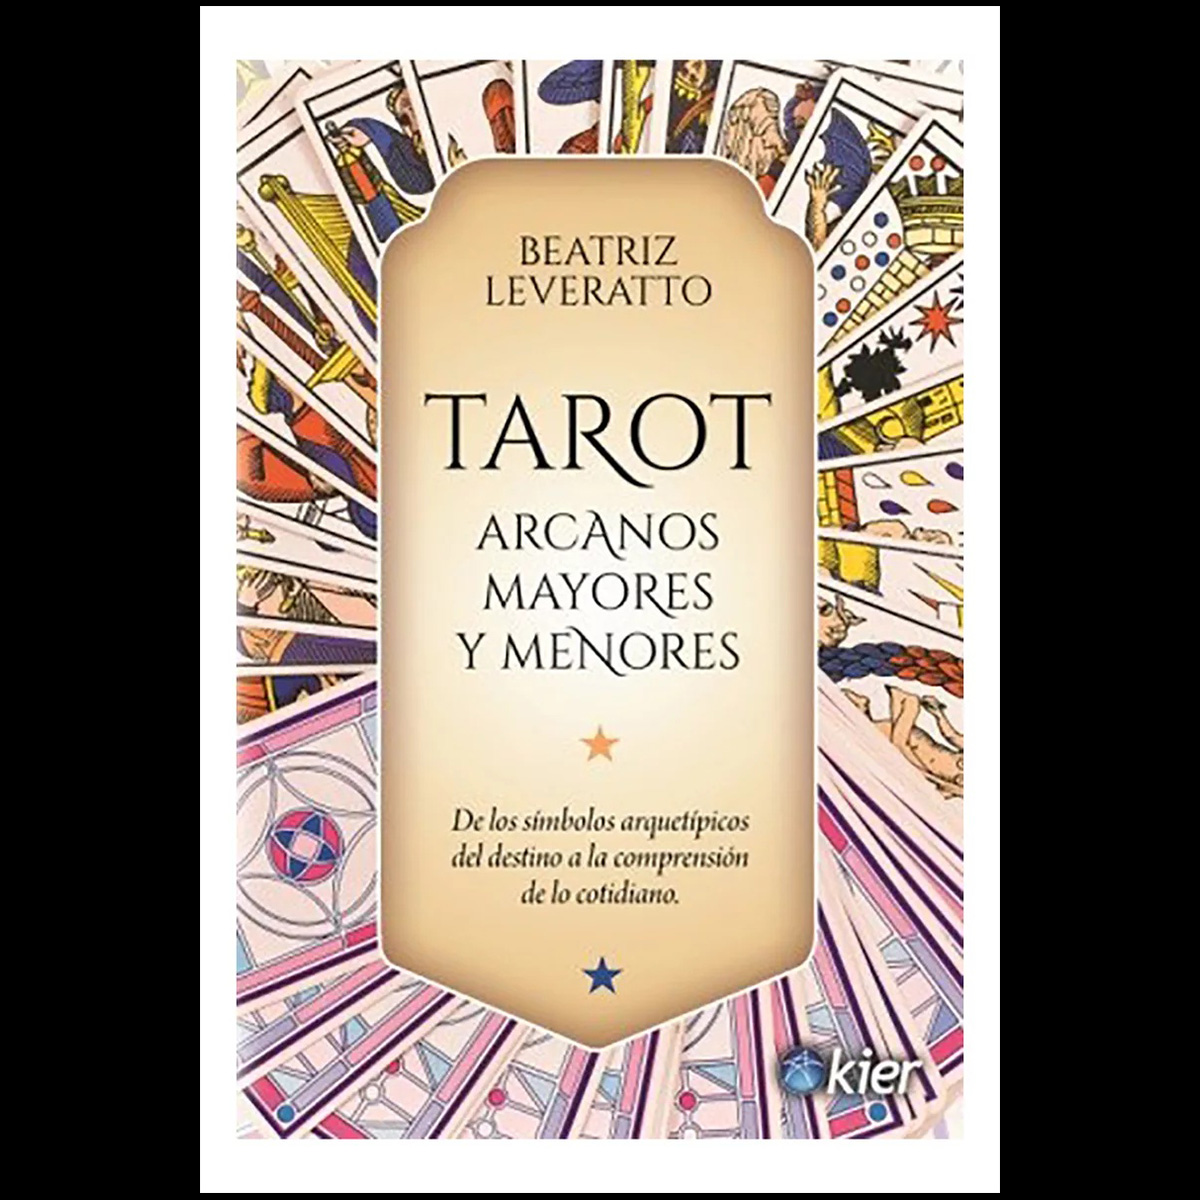 BEATRIZ
LEVERATTO
TAROT
ARCANOS
MAYORES
Y MENORES
De los símbolos arquetípicos
del destino a la comprensión
de lo cotidiano.
kier